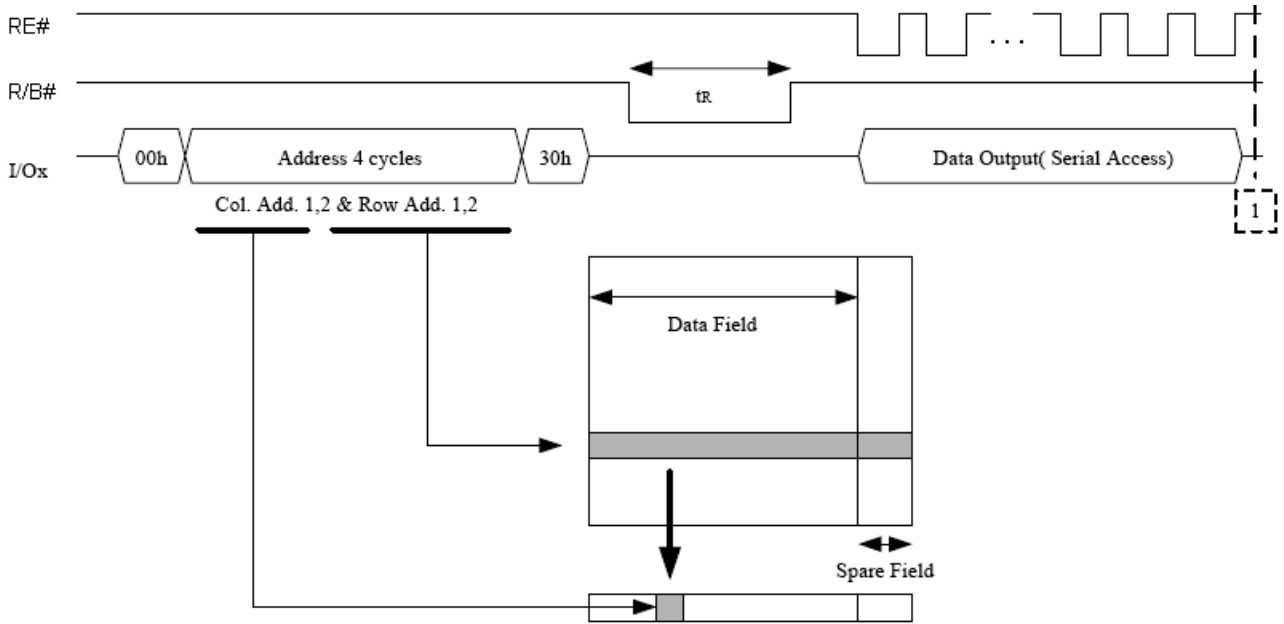 RE#
. . .
R/B#
tR
I/Ox
00h
Address 4 cycles
30h
Data Output( Serial Access)
Col. Add. 1,2 & Row Add. 1,2
1
Data Field
Spare Field